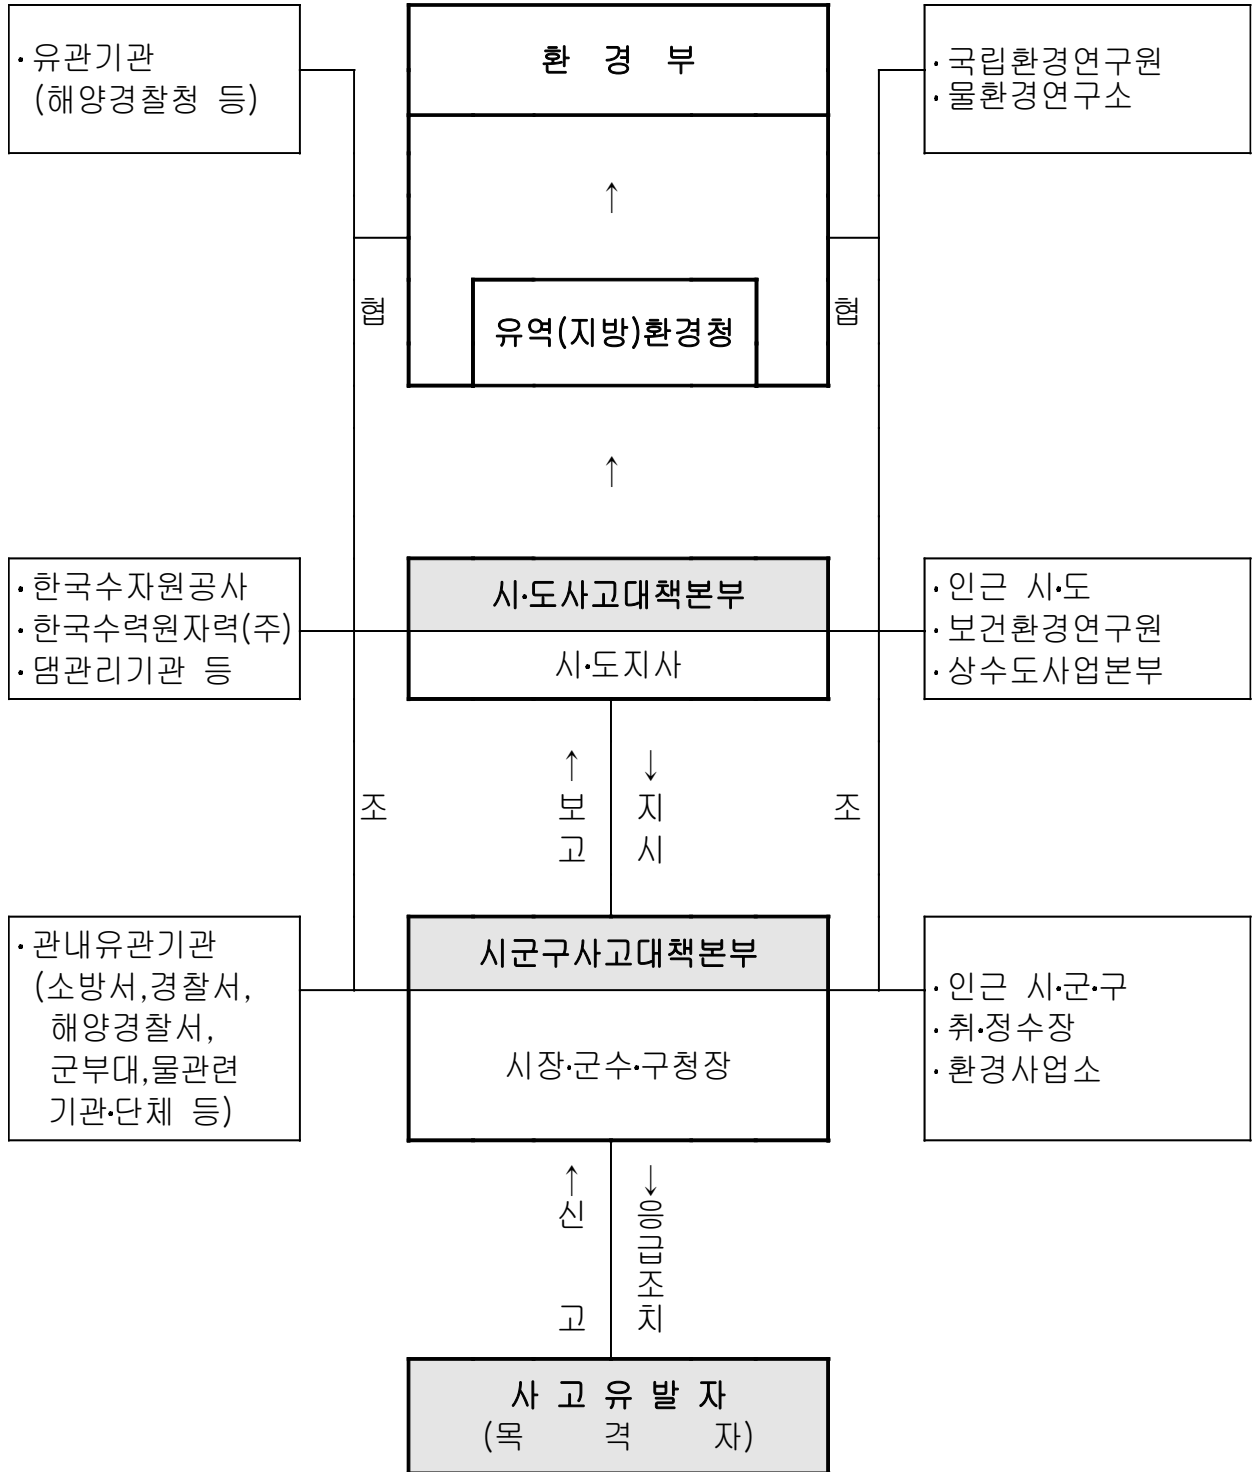 · 유관기관
(해양경찰청 등)
환 경 부
· 국립환경연구원
· 물환경연구소
↑
협
유역(지방)환경청
협
↑
· 한국수자원공사
· 한국수력원자력(주)
· 댐관리기관 등
시·도사고대책본부
시·도지사
· 인근 시·도
· 보건환경연구원
· 상수도사업본부
조
↑보고
↓지시
조
· 관내유관기관
(소방서,경찰서,
해양경찰서,
군부대,물관련
기관·단체 등)
시군구사고대책본부
시장·군수·구청장
· 인근 시·군·구
· 취·정수장
· 환경사업소
↑신 고
↓응급조치
사 고 유 발 자
(목 격 자)